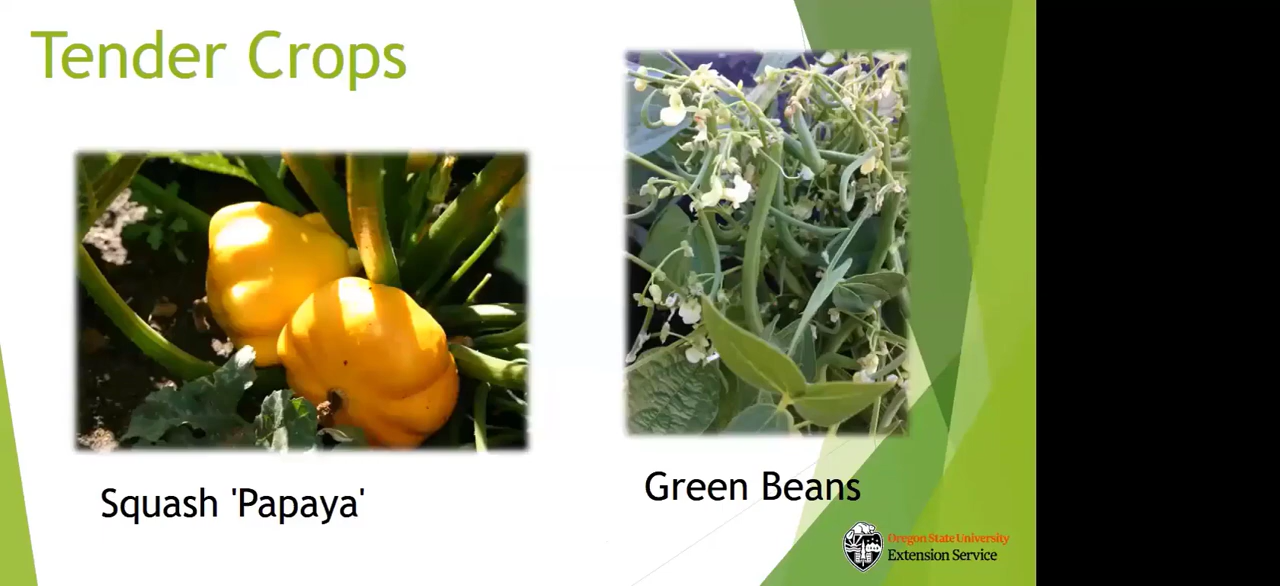 Tender Crops
Squash 'Papaya'
Green Beans
Oregon State University
Extension Service